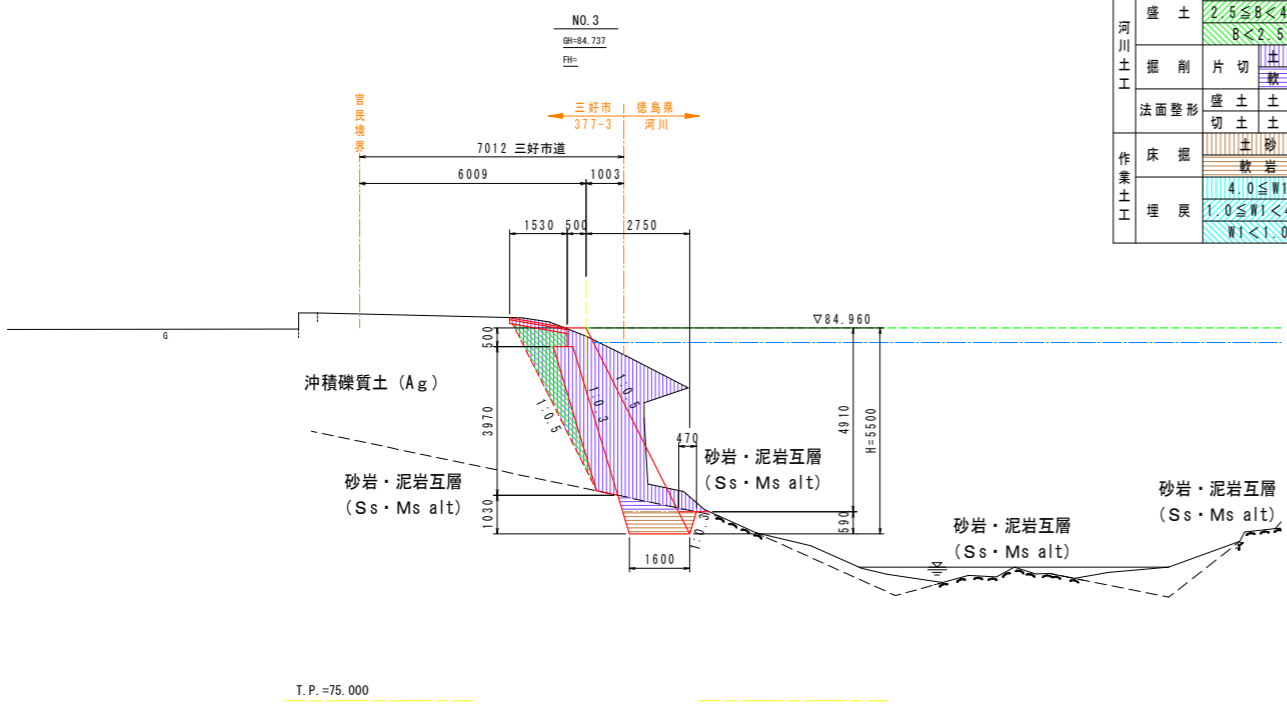 NO.3
GH=84.737
FH=
官民境界
三好市 徳島県
377-3 河川
7012 三好市道
6009 1003
1530 500 2750
▽84.960
G
500
沖積礫質土 (Ag)
1:0.5
1:0.3
1:0.5
3970
4910
H=5500
470
砂岩・泥岩互層
(Ss・Ms alt)
砂岩・泥岩互層
(Ss・Ms alt)
1030
590
1:0.3
1600
砂岩・泥岩互層
(Ss・Ms alt)
砂岩・泥岩互層
(Ss・Ms alt)
T.P.=75.000
河川土工
盛土 2.5≦B<4
B<2.5
掘削 片切 土
軟
法面整形 盛土 土
切土 土
作業土工
床掘 土砂
軟岩
埋戻 4.0≦W1
1.0≦W1<4
W1<1.0